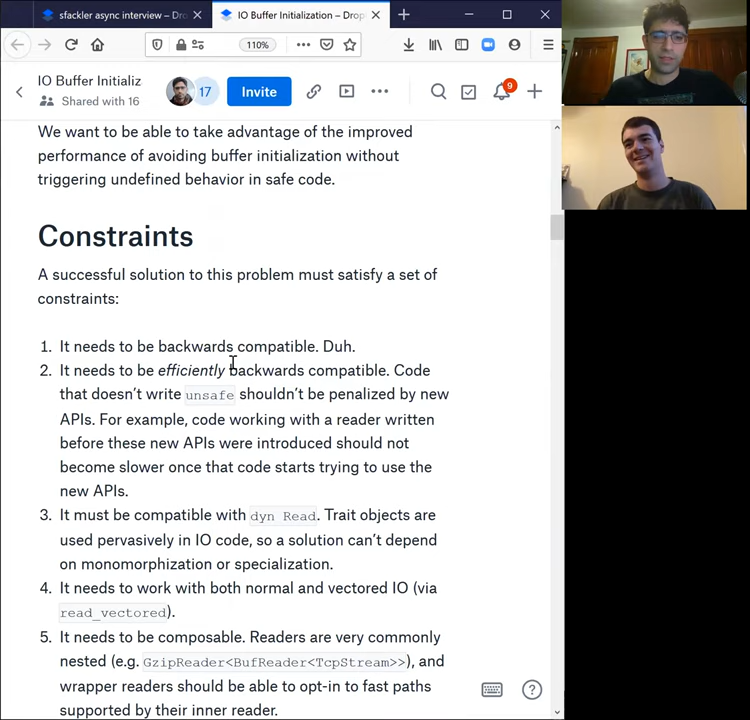 sfackler async interview – Dro
IO Buffer Initialization – Drop
110%
IO Buffer Initializ
Shared with 16
17
Invite
9
We want to be able to take advantage of the improved
performance of avoiding buffer initialization without
triggering undefined behavior in safe code.
Constraints
A successful solution to this problem must satisfy a set of
constraints:
1. It needs to be backwards compatible. Duh.
2. It needs to be efficiently backwards compatible. Code
that doesn’t write unsafe shouldn’t be penalized by new
APIs. For example, code working with a reader written
before these new APIs were introduced should not
become slower once that code starts trying to use the
new APIs.
3. It must be compatible with dyn Read. Trait objects are
used pervasively in IO code, so a solution can’t depend
on monomorphization or specialization.
4. It needs to work with both normal and vectored IO (via
read_vectored).
5. It needs to be composable. Readers are very commonly
nested (e.g. GzipReader<BufReader<TcpStream>>), and
wrapper readers should be able to opt-in to fast paths
supported by their inner reader.